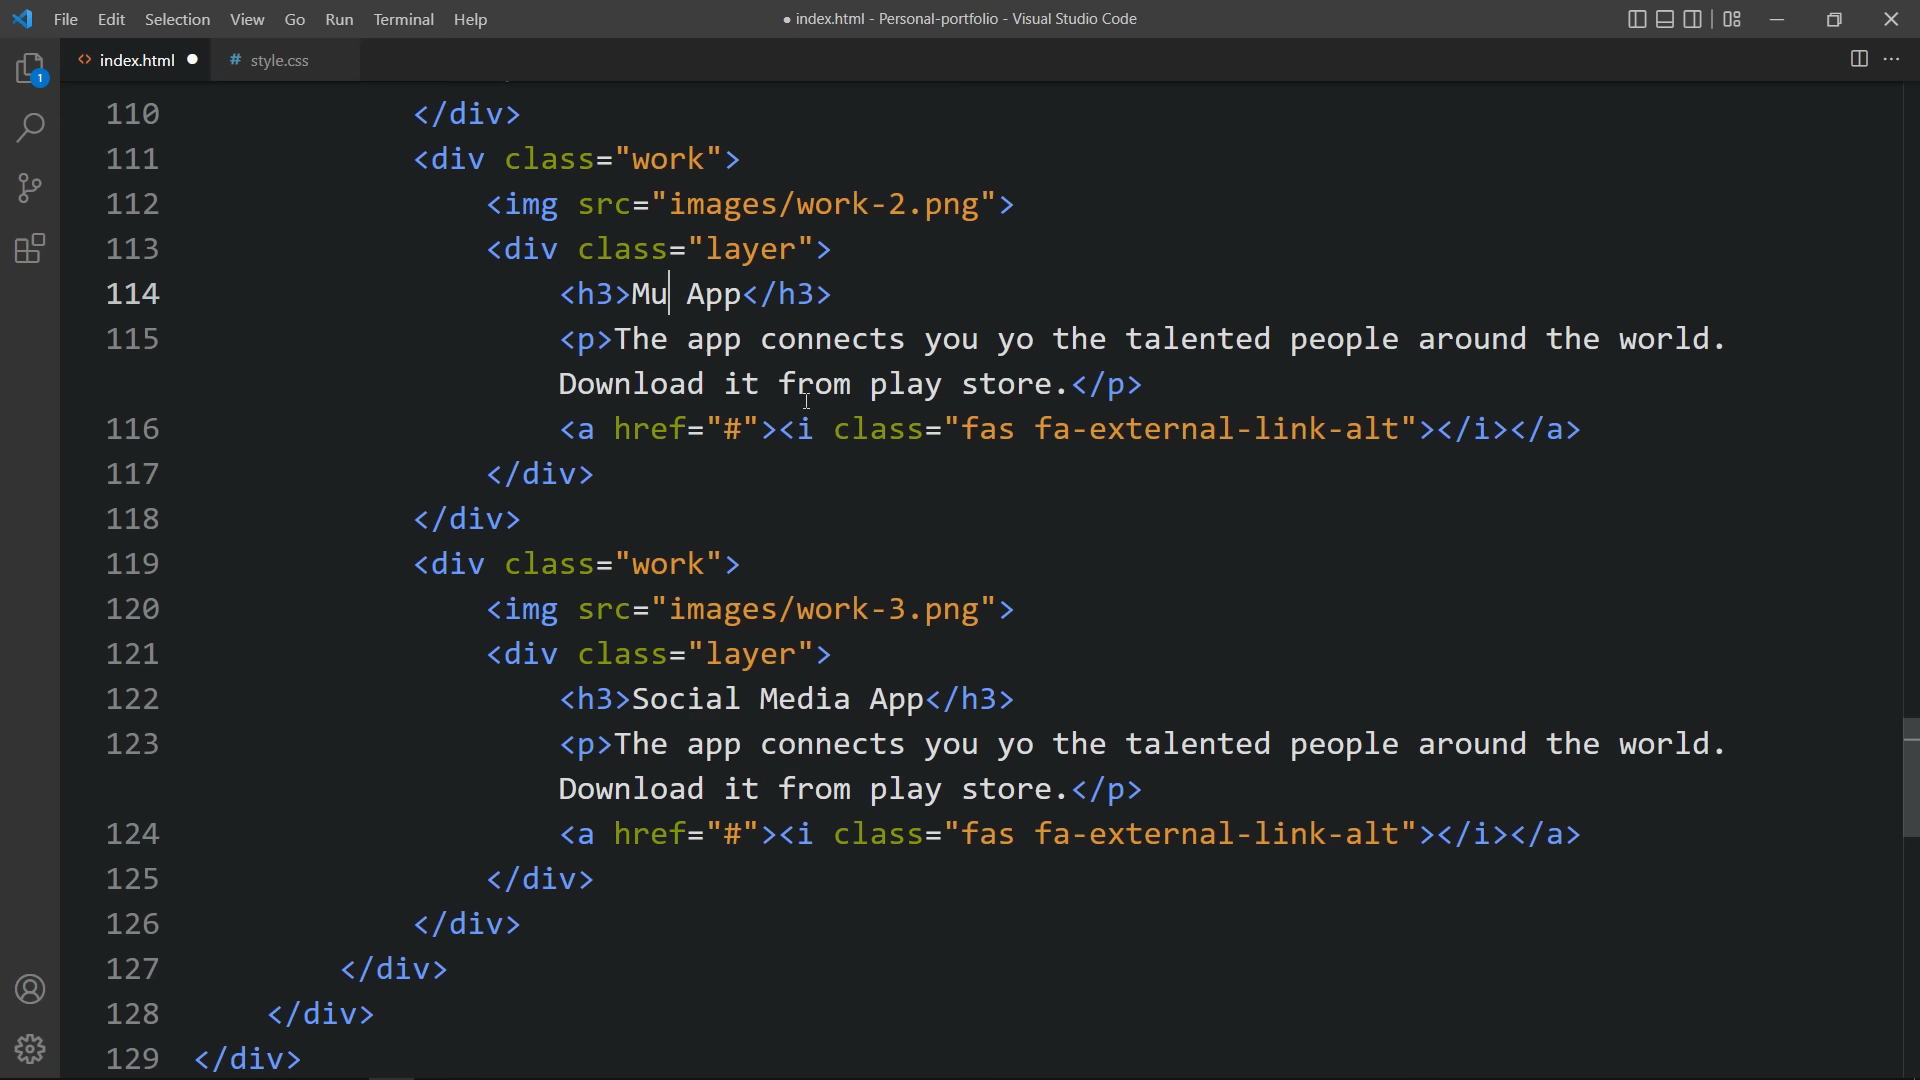 File Edit Selection View Go Run Terminal Help
● index.html - Personal-portfolio - Visual Studio Code
<> index.html ●
# style.css
1
110 </div>
111 <div class="work">
112 <img src="images/work-2.png">
113 <div class="layer">
114 <h3>Mu App</h3>
115 <p>The app connects you yo the talented people around the world.
Download it from play store.</p>
116 <a href="#"><i class="fas fa-external-link-alt"></i></a>
117 </div>
118 </div>
119 <div class="work">
120 <img src="images/work-3.png">
121 <div class="layer">
122 <h3>Social Media App</h3>
123 <p>The app connects you yo the talented people around the world.
Download it from play store.</p>
124 <a href="#"><i class="fas fa-external-link-alt"></i></a>
125 </div>
126 </div>
127 </div>
128 </div>
129 </div>